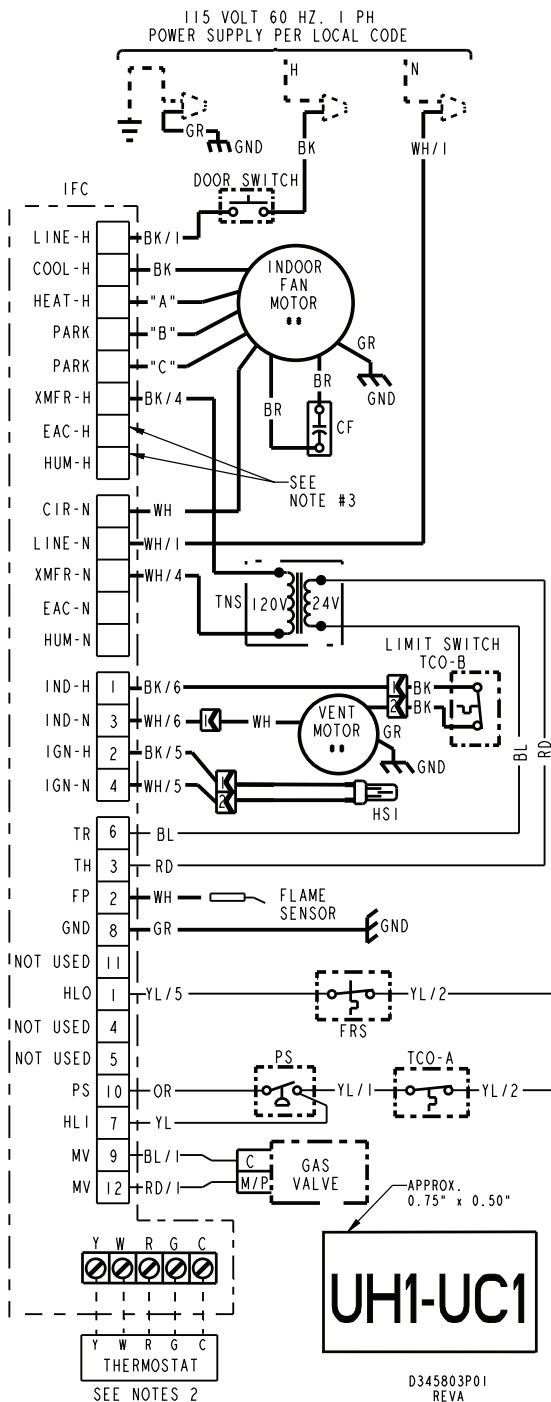 115 VOLT 60 HZ. 1 PH
POWER SUPPLY PER LOCAL CODE
H
N
GR
GND
BK
WH/1
IFC
DOOR SWITCH
LINE-H BK/1
COOL-H BK
HEAT-H "A"
PARK "B"
PARK "C"
XMFR-H BK/4
EAC-H
HUM-H
INDOOR
FAN
MOTOR
**
GR
GND
BR
BR
CF
SEE
NOTE #3
CIR-N WH
LINE-N WH/1
XMFR-N WH/4
EAC-N
HUM-N
TNS 120V 24V
LIMIT SWITCH
TCO-B
IND-H 1 BK/6 1 BK
2 BK
IND-N 3 WH/6 1 WH
VENT
MOTOR
**
GR
GND
IGN-H 2 BK/5 1
IGN-N 4 WH/5 2
HSI
BL
RD
TR 6 BL
TH 3 RD
FP 2 WH
FLAME
SENSOR
GND 8 GR GND
NOT USED 11
HLO 1 YL/5 YL/2
FRS
NOT USED 4
NOT USED 5
PS
TCO-A
PS 10 OR YL/1 YL/2
HLI 7 YL
MV 9 BL/1 C
MV 12 RD/1 M/P
GAS
VALVE
APPROX.
0.75" x 0.50"
UH1-UC1
Y W R G C
Y W R G C
THERMOSTAT
SEE NOTES 2
D345803P01
REVA